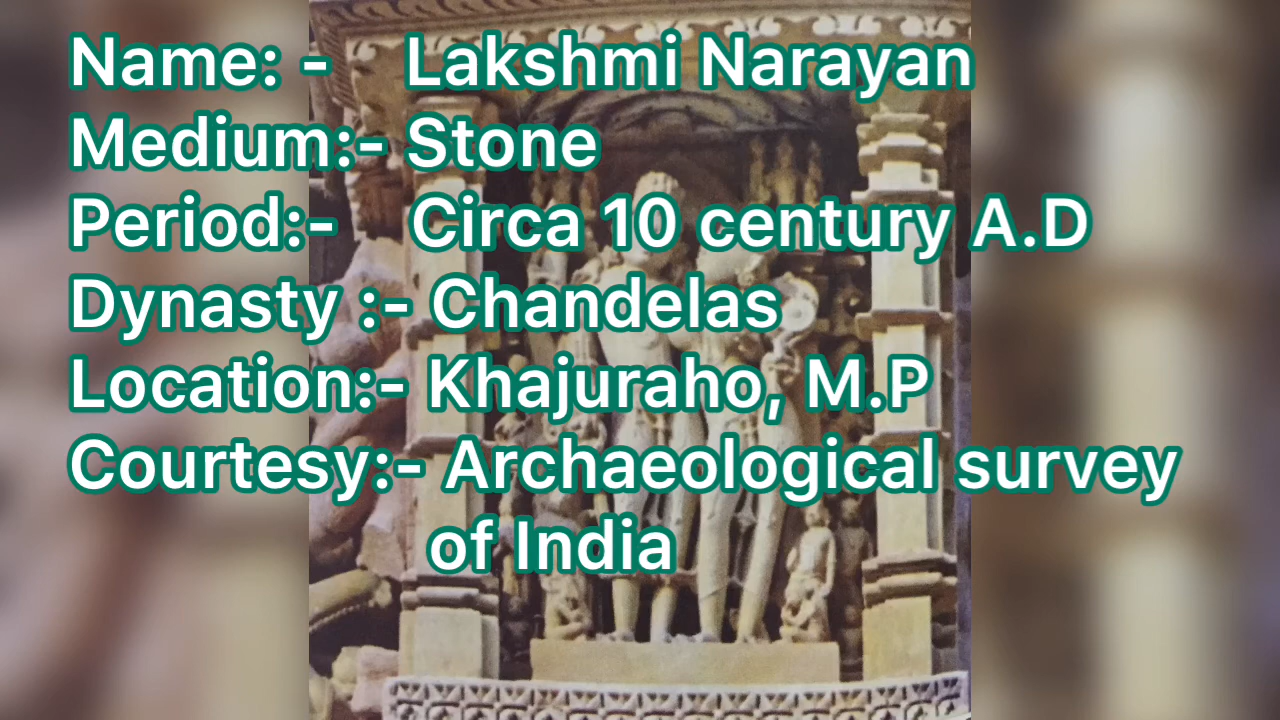 Name: - Lakshmi Narayan
Medium:- Stone
Period:- Circa 10 century A.D
Dynasty :- Chandelas
Location:- Khajuraho, M.P
Courtesy:- Archaeological survey
of India